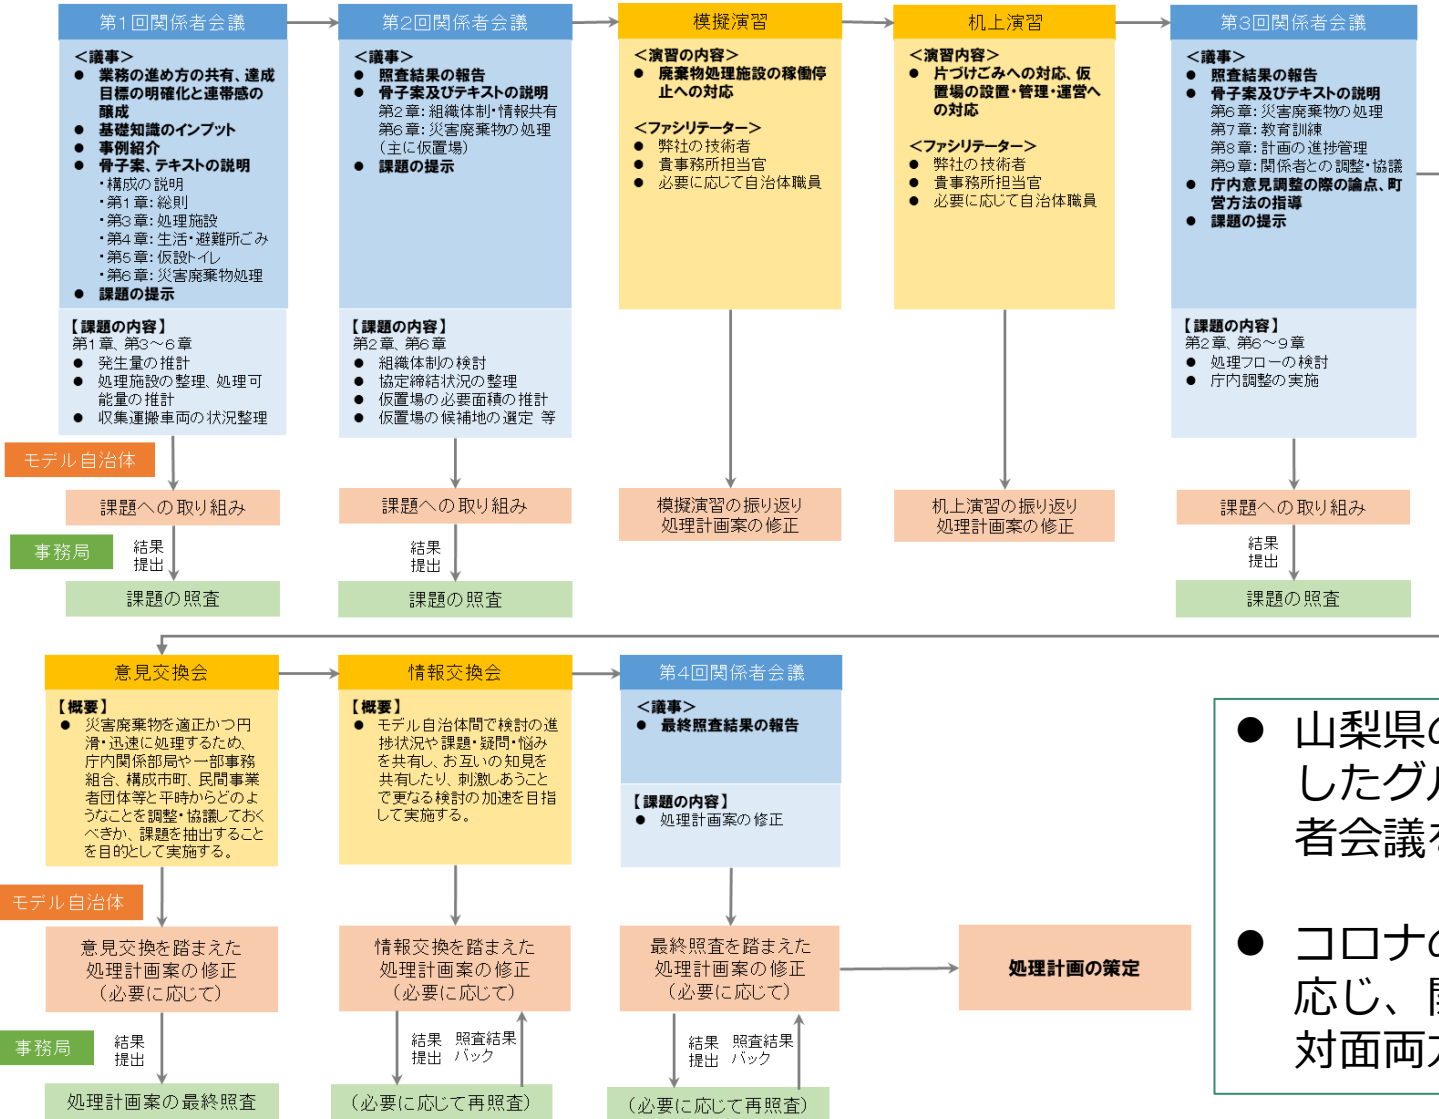 第1回関係者会議
＜議事＞
● 業務の進め方の共有、達成
目標の明確化と連帯感の
醸成
● 基礎知識のインプット
● 事例紹介
● 骨子案、テキストの説明
・構成の説明
・第1章：総則
・第3章：処理施設
・第4章：生活・避難所ごみ
・第5章：仮設トイレ
・第6章：災害廃棄物処理
● 課題の提示
【課題の内容】
第1章、第3～6章
● 発生量の推計
● 処理施設の整理、処理可
能量の推計
● 収集運搬車両の状況整理
モデル自治体
課題への取り組み
事務局
結果
提出
課題の照査
第2回関係者会議
＜議事＞
● 照査結果の報告
● 骨子案及びテキストの説明
第2章：組織体制・情報共有
第6章：災害廃棄物の処理
（主に仮置場）
● 課題の提示
【課題の内容】
第2章、第6章
● 組織体制の検討
● 協定締結状況の整理
● 仮置場の必要面積の推計
● 仮置場の候補地の選定 等
課題への取り組み
結果
提出
課題の照査
模擬演習
＜演習の内容＞
● 廃棄物処理施設の稼働停
止への対応
＜ファシリテーター＞
● 弊社の技術者
● 貴事務所担当官
● 必要に応じて自治体職員
模擬演習の振り返り
処理計画案の修正
机上演習
＜演習内容＞
● 片づけごみへの対応、仮
置場の設置・管理・運営へ
の対応
＜ファシリテーター＞
● 弊社の技術者
● 貴事務所担当官
● 必要に応じて自治体職員
机上演習の振り返り
処理計画案の修正
第3回関係者会議
＜議事＞
● 照査結果の報告
● 骨子案及びテキストの説明
第6章：災害廃棄物の処理
第7章：教育訓練
第8章：計画の進捗管理
第9章：関係者との調整・協議
● 庁内意見調整の際の論点、町
営方法の指導
● 課題の提示
【課題の内容】
第2章、第6～9章
● 処理フローの検討
● 庁内調整の実施
課題への取り組み
結果
提出
課題の照査
意見交換会
【概要】
● 災害廃棄物を適正かつ円
滑・迅速に処理するため、
庁内関係部局や一部事務
組合、構成市町、民間事業
者団体等と平時からどのよ
うなことを調整・協議しておく
べきか、課題を抽出すること
を目的として実施する。
モデル自治体
意見交換を踏まえた
処理計画案の修正
（必要に応じて）
事務局
結果
提出
処理計画案の最終照査
情報交換会
【概要】
● モデル自治体間で検討の進
捗状況や課題・疑問・悩み
を共有し、お互いの知見を
共有したり、刺激しあうこと
で更なる検討の加速を目指
して実施する。
情報交換を踏まえた
処理計画案の修正
（必要に応じて）
結果
提出
照査結果
バック
（必要に応じて再照査）
第4回関係者会議
＜議事＞
● 最終照査結果の報告
【課題の内容】
● 処理計画案の修正
最終照査を踏まえた
処理計画案の修正
（必要に応じて）
結果
提出
照査結果
バック
（必要に応じて再照査）
処理計画の策定
● 山梨県の
したグル
者会議
● コロナの
応じ、
対面両